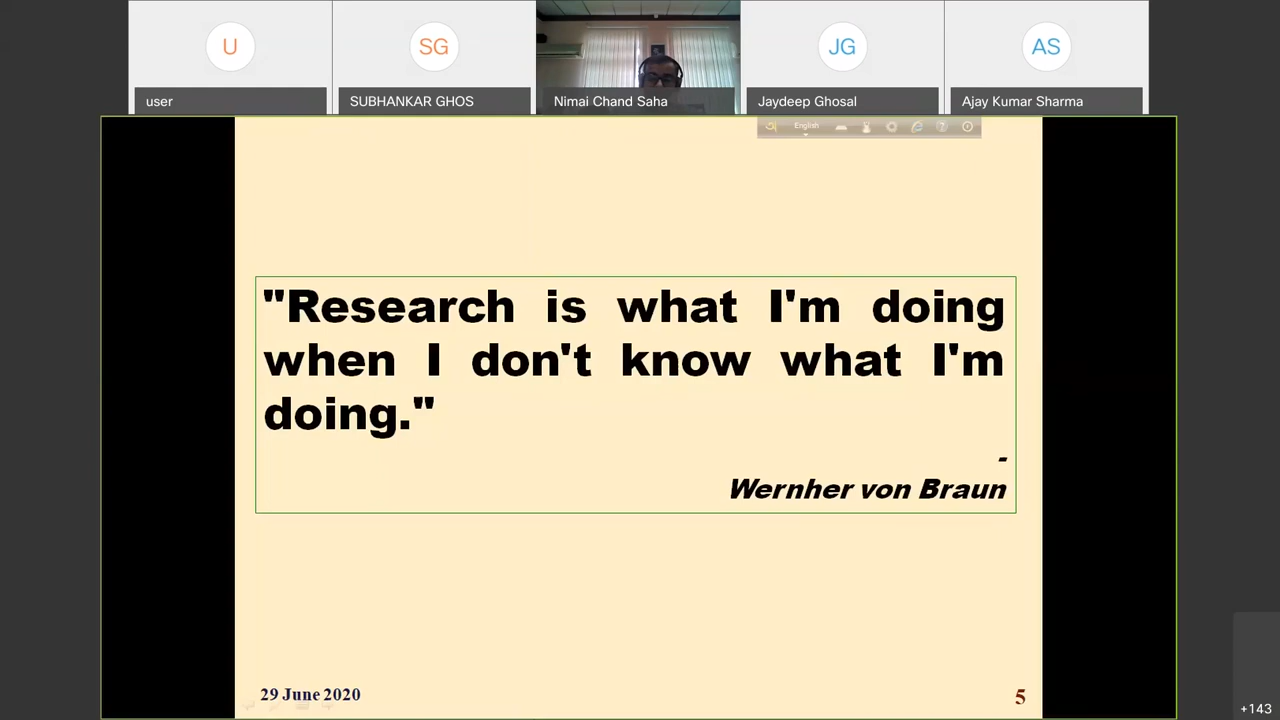 U
SG
JG
AS
user
SUBHANKAR GHOS
Nimai Chand Saha
Jaydeep Ghosal
Ajay Kumar Sharma
অ English
"Research is what I'm doing
when I don't know what I'm
doing."
-
Wernher von Braun
29 June 2020
5
+143